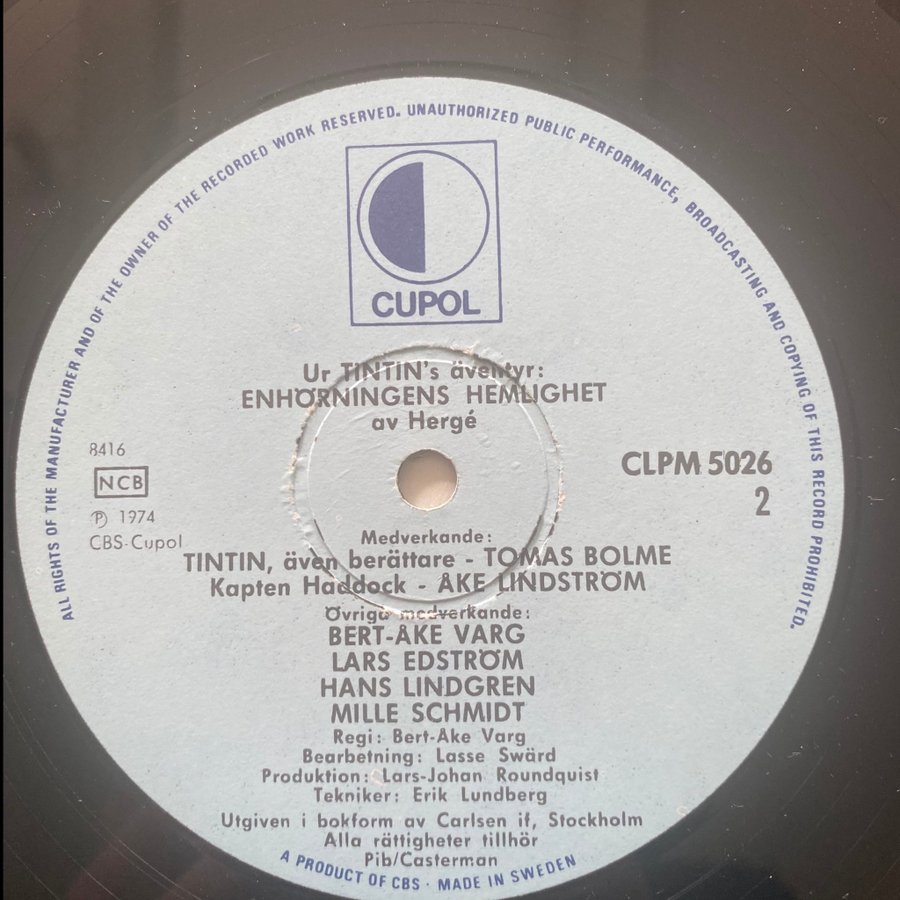 ALL RIGHTS OF THE MANUFACTURER AND OF THE OWNER OF THE RECORDED WORK RESERVED. UNAUTHORIZED PUBLIC PERFORMANCE, BROADCASTING AND COPYING OF THIS RECORD PROHIBITED.
CUPOL
Ur TINTIN's äventyr:
ENHÖRNINGENS HEMLIGHET
av Hergé
8416
NCB
℗ 1974
CBS-Cupol
CLPM 5026
2
Medverkande:
TINTIN, även berättare - TOMAS BOLME
Kapten Haddock - ÅKE LINDSTRÖM
Övriga medverkande:
BERT-ÅKE VARG
LARS EDSTRÖM
HANS LINDGREN
MILLE SCHMIDT
Regi: Bert-Åke Varg
Bearbetning: Lasse Swärd
Produktion: Lars-Johan Roundquist
Tekniker: Erik Lundberg
Utgiven i bokform av Carlsen if, Stockholm
Alla rättigheter tillhör
Pib/Casterman
A PRODUCT OF CBS · MADE IN SWEDEN